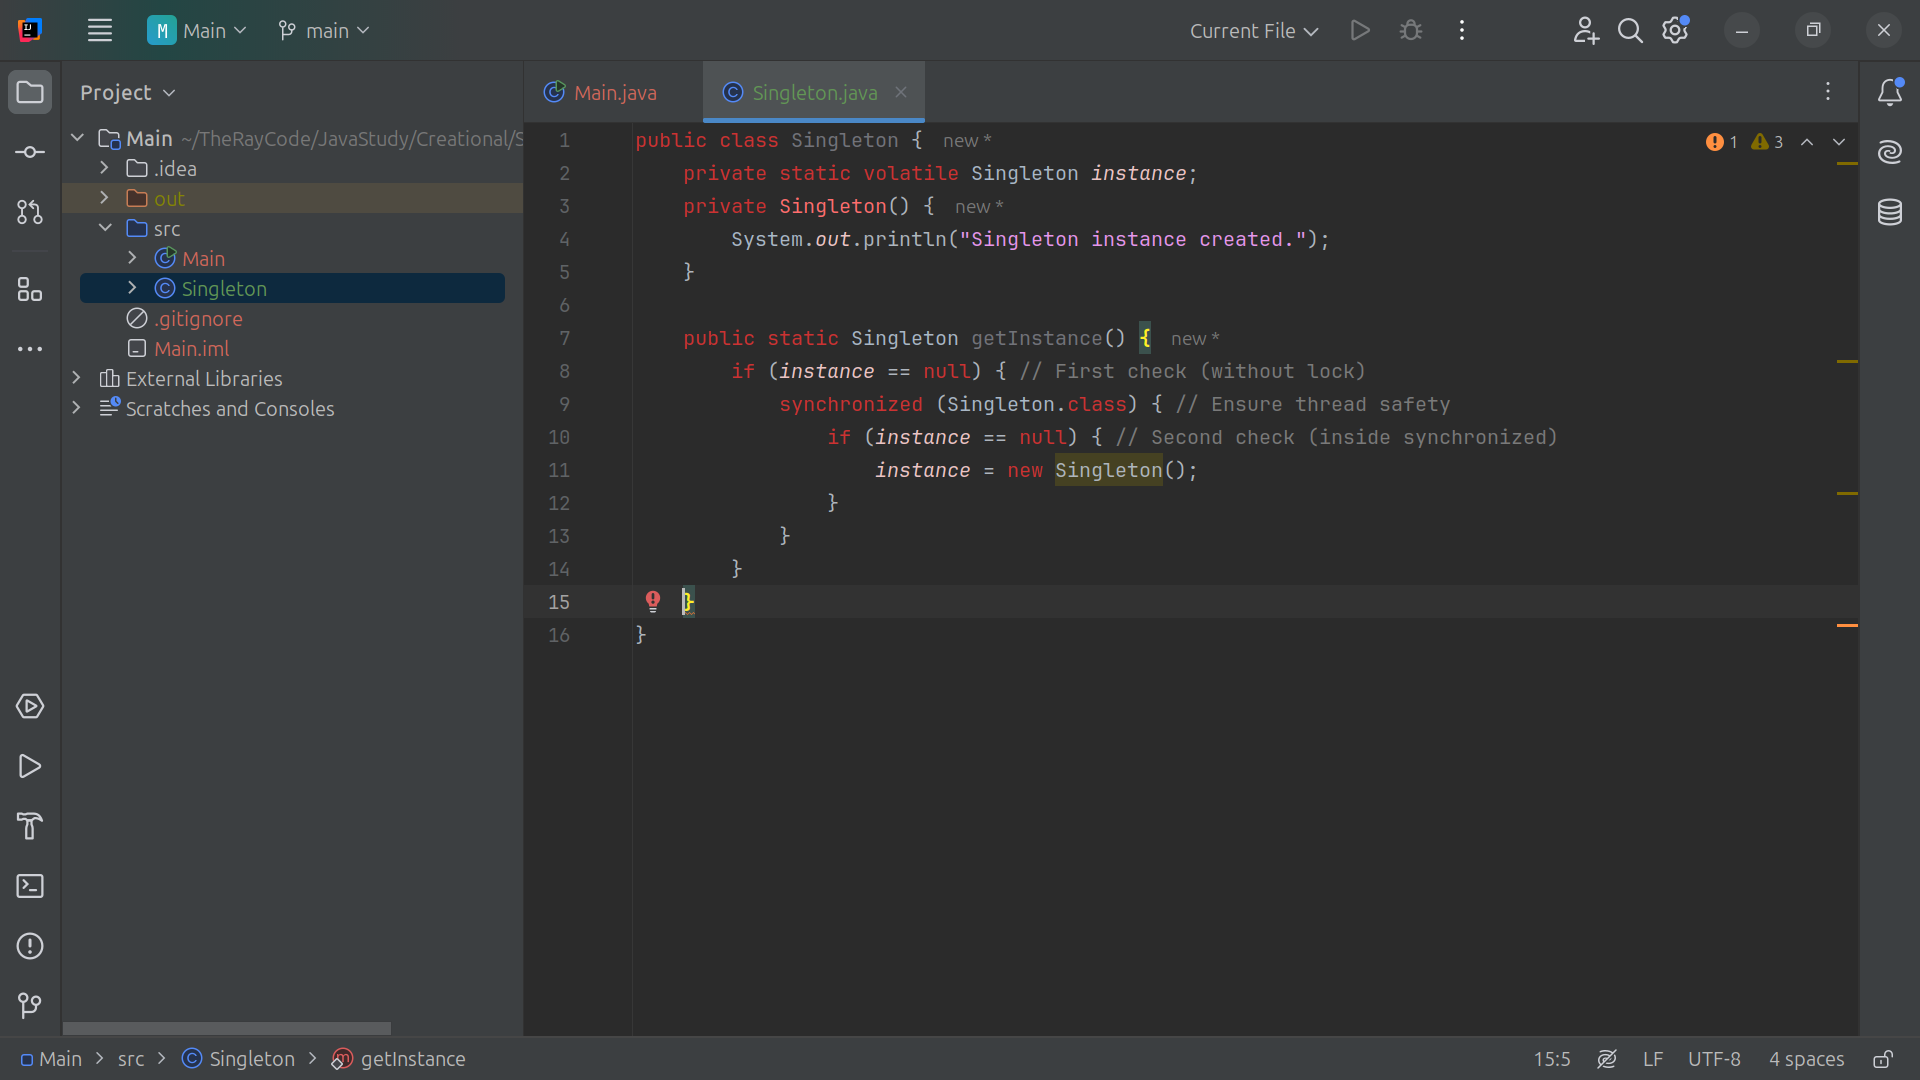 M Main main Current File
Project
Main ~/TheRayCode/JavaStudy/Creational/S
.idea
out
src
Main
Singleton
.gitignore
Main.iml
External Libraries
Scratches and Consoles
Main.java Singleton.java
1 public class Singleton { new *
2 private static volatile Singleton instance;
3 private Singleton() { new *
4 System.out.println("Singleton instance created.");
5 }
6
7 public static Singleton getInstance() { new *
8 if (instance == null) { // First check (without lock)
9 synchronized (Singleton.class) { // Ensure thread safety
10 if (instance == null) { // Second check (inside synchronized)
11 instance = new Singleton();
12 }
13 }
14 }
15 }
16 }
1 3
Main > src > Singleton > getInstance
15:5 LF UTF-8 4 spaces